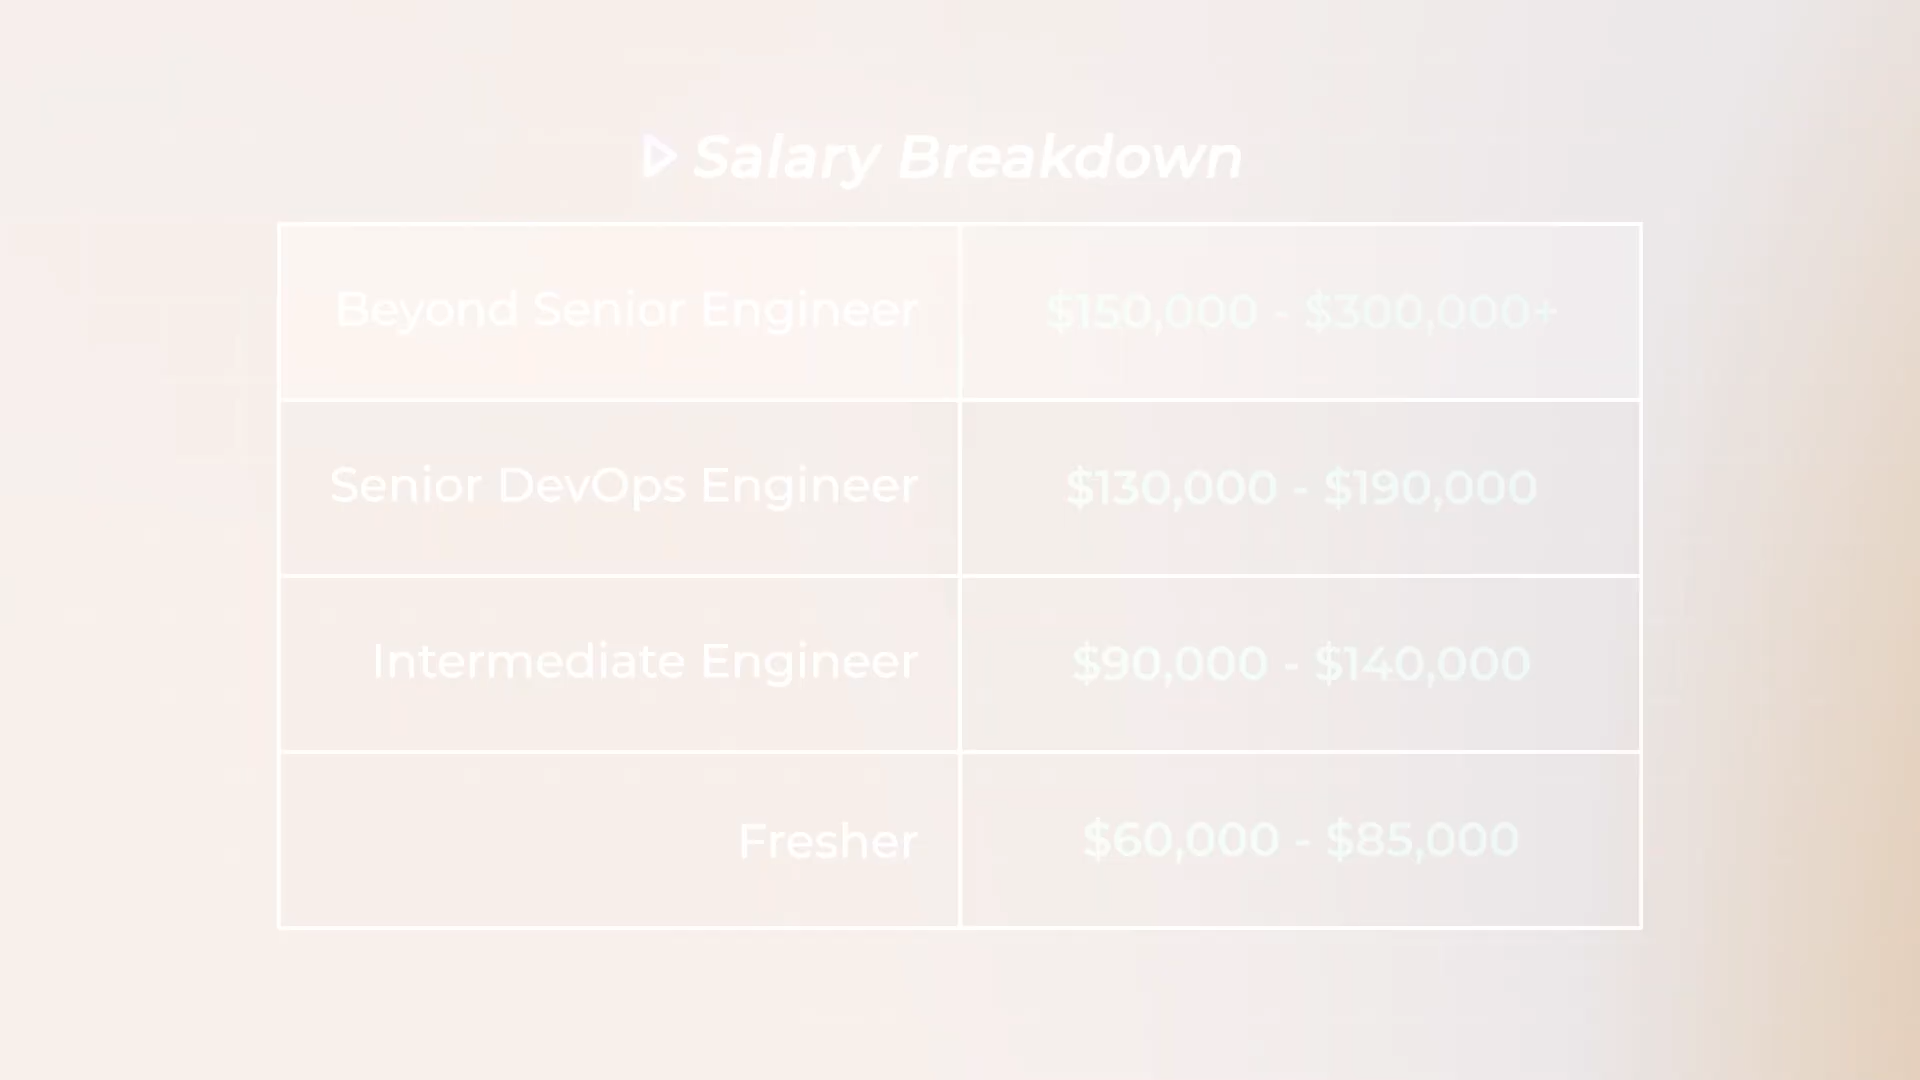 Salary Breakdown
Beyond Senior Engineer $150,000 - $300,000+
Senior DevOps Engineer $130,000 - $190,000
Intermediate Engineer $90,000 - $140,000
Fresher $60,000 - $85,000